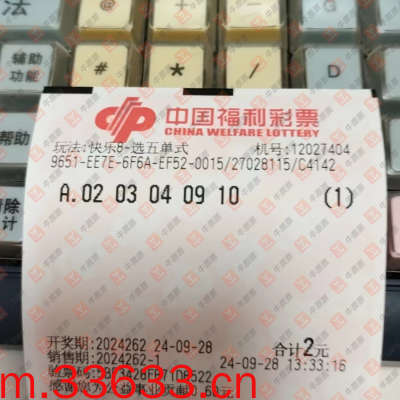 法
@
+
=
辅助
功能
#
*
/
D
中国福利彩票
CHINA WELFARE LOTTERY
帮助
玩法:快乐8-选五单式 机号:12027404
9651-EE7E-6F6A-EF52-0015/27028115/C4142
A.02 03 04 09 10 (1)
清除
计
开奖期:2024262 24-09-28 合计2元
销售期:2024262-1 24-09-28 13:33:16
m.33633.cn